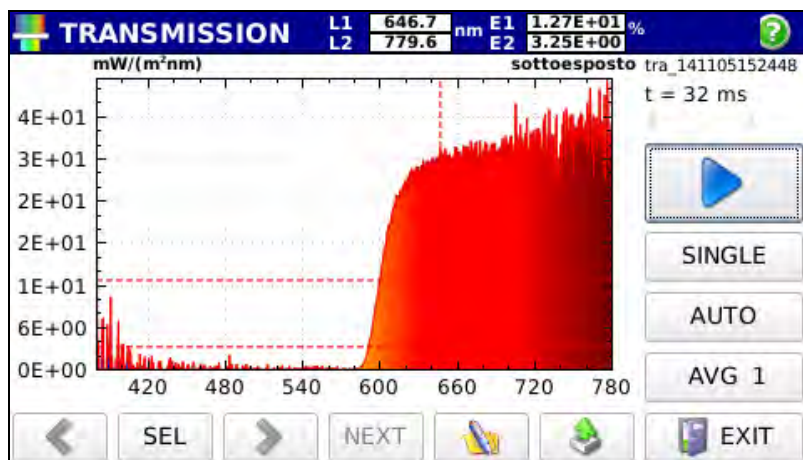 TRANSMISSION L1 646.7 nm E1 1.27E+01 %
L2 779.6 E2 3.25E+00
mW/(m²nm) sottoesposto tra_141105152448
t = 32 ms
4E+01
3E+01
2E+01
2E+01
1E+01
6E+00
0E+00
420 480 540 600 660 720 780
SINGLE
AUTO
AVG 1
SEL NEXT EXIT